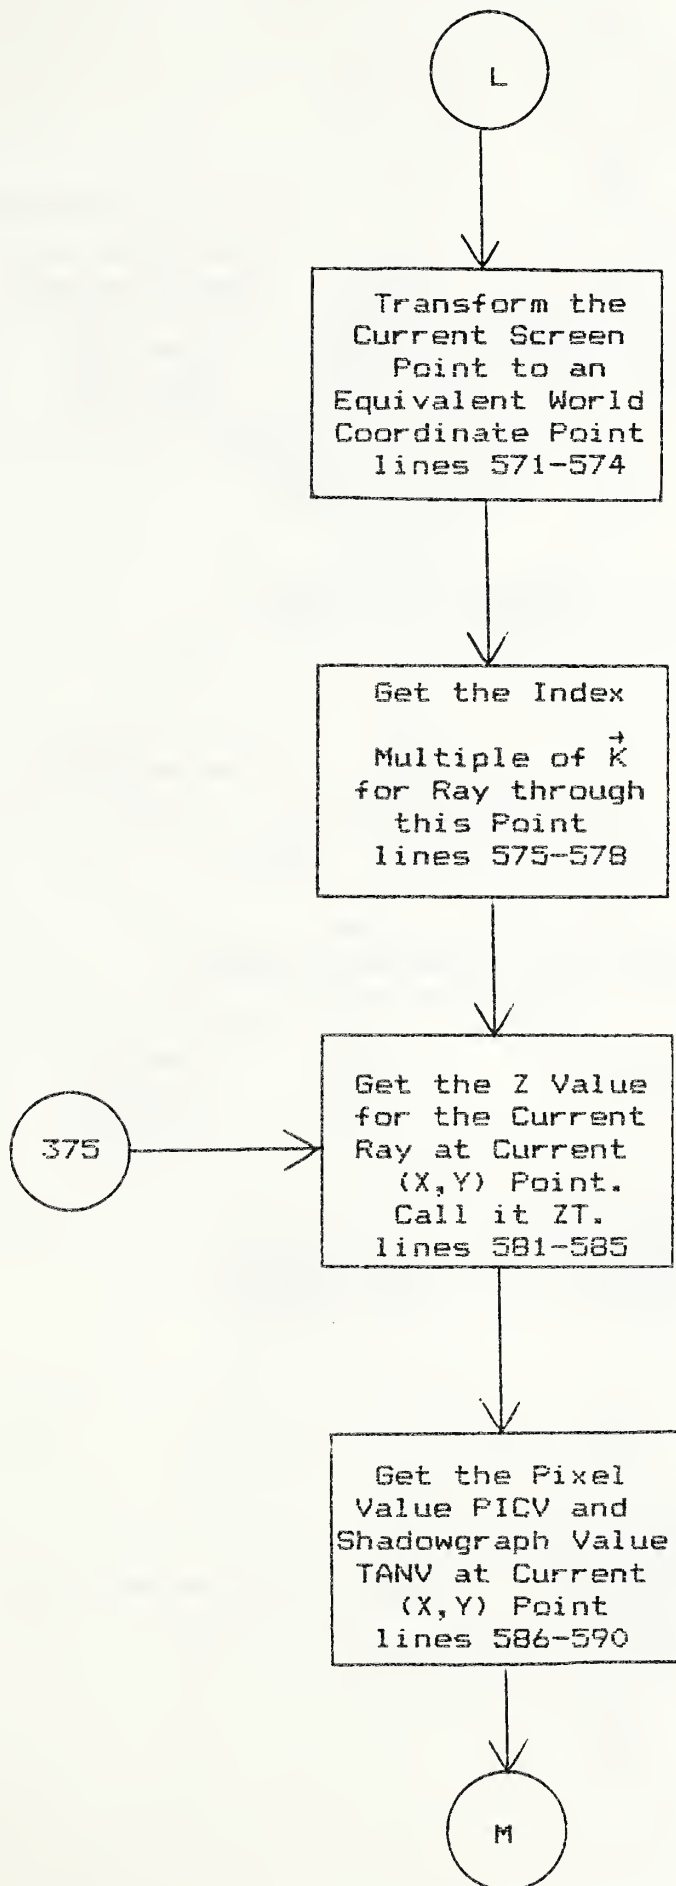 L
Transform the
Current Screen
Point to an
Equivalent World
Coordinate Point
lines 571-574
Get the Index
Multiple of K⃗
for Ray through
this Point
lines 575-578
375
Get the Z Value
for the Current
Ray at Current
(X,Y) Point.
Call it ZT.
lines 581-585
Get the Pixel
Value PICV and
Shadowgraph Value
TANV at Current
(X,Y) Point
lines 586-590
M